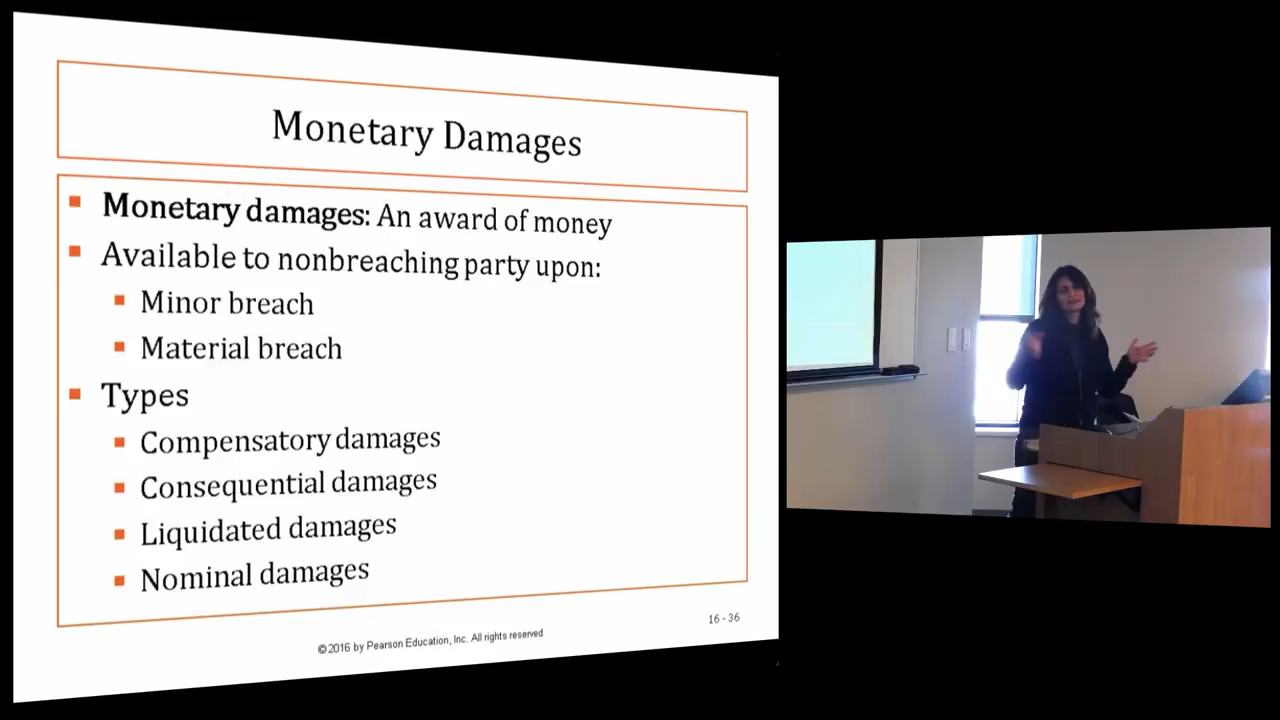 Monetary Damages
Monetary damages: An award of money
Available to nonbreaching party upon:
Minor breach
Material breach
Types
Compensatory damages
Consequential damages
Liquidated damages
Nominal damages
16 - 36
©2016 by Pearson Education, Inc. All rights reserved